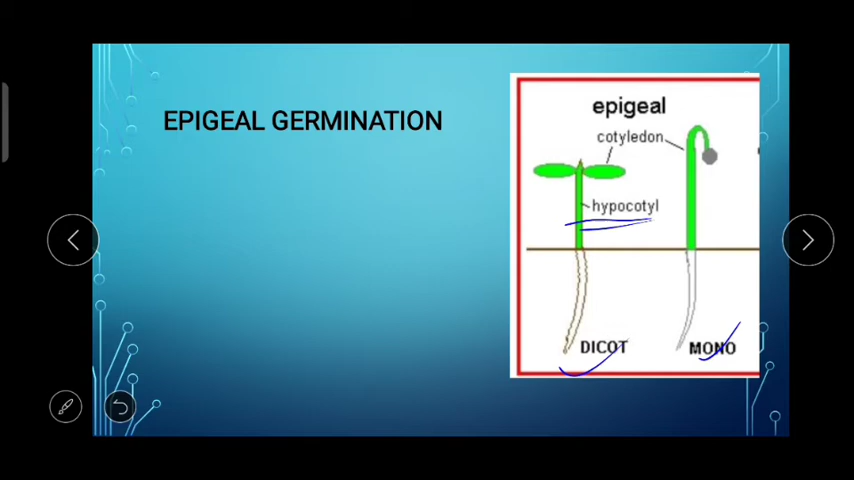 EPIGEAL GERMINATION
epigeal
cotyledon
hypocotyl
DICOT
MONO